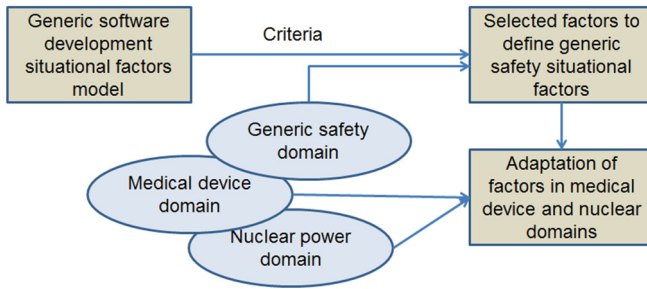 Generic software
development
situational factors
model
Criteria
Selected factors to
define generic
safety situational
factors
Generic safety
domain
Medical device
domain
Nuclear power
domain
Adaptation of
factors in medical
device and nuclear
domains